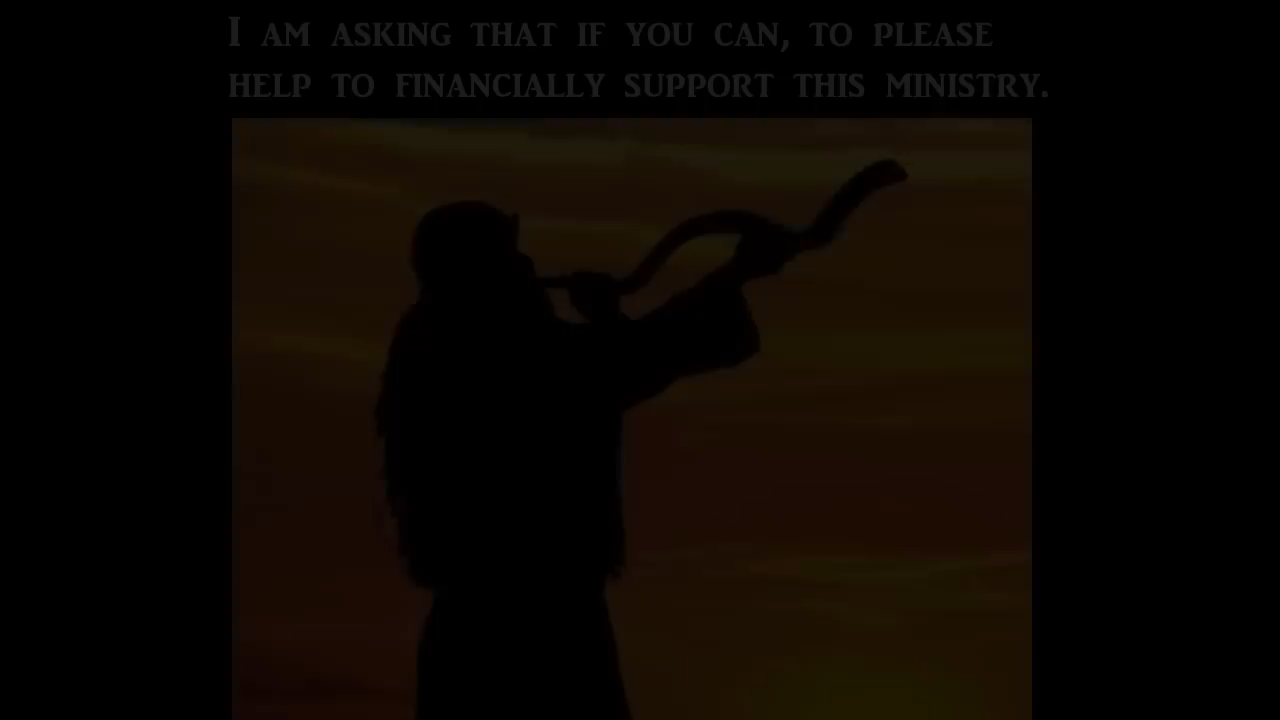 I AM ASKING THAT IF YOU CAN, TO PLEASE
HELP TO FINANCIALLY SUPPORT THIS MINISTRY.